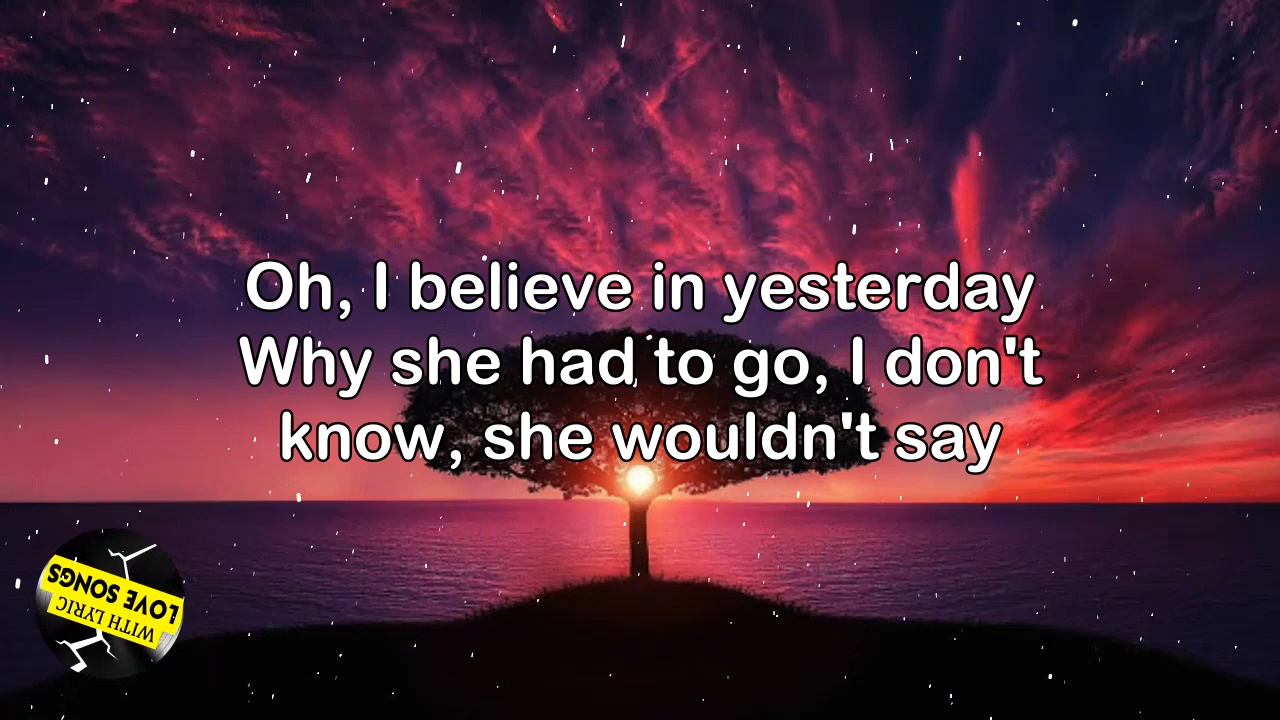 Oh, I believe in yesterday
Why she had to go, I don't
know, she wouldn't say
LOVE SONGS
WITH LYRIC